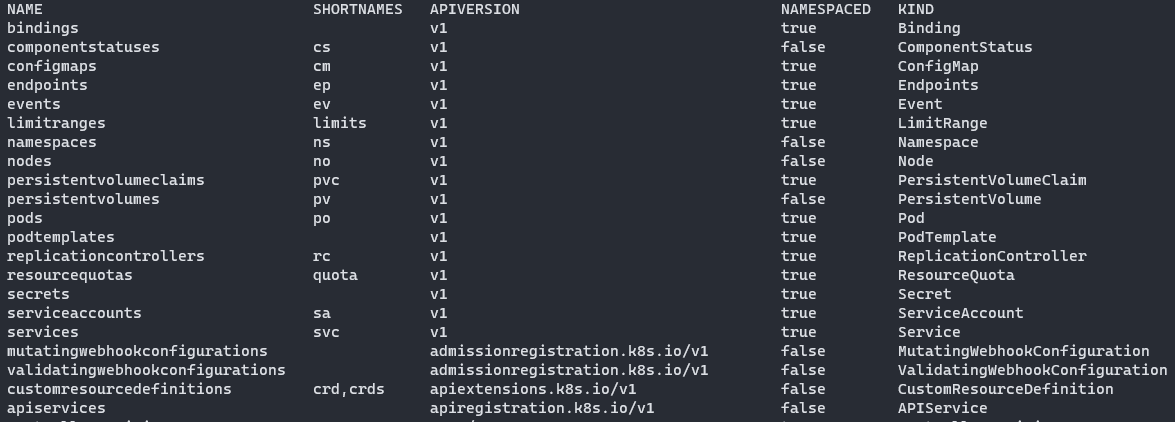 NAME SHORTNAMES APIVERSION NAMESPACED KIND
bindings v1 true Binding
componentstatuses cs v1 false ComponentStatus
configmaps cm v1 true ConfigMap
endpoints ep v1 true Endpoints
events ev v1 true Event
limitranges limits v1 true LimitRange
namespaces ns v1 false Namespace
nodes no v1 false Node
persistentvolumeclaims pvc v1 true PersistentVolumeClaim
persistentvolumes pv v1 false PersistentVolume
pods po v1 true Pod
podtemplates v1 true PodTemplate
replicationcontrollers rc v1 true ReplicationController
resourcequotas quota v1 true ResourceQuota
secrets v1 true Secret
serviceaccounts sa v1 true ServiceAccount
services svc v1 true Service
mutatingwebhookconfigurations admissionregistration.k8s.io/v1 false MutatingWebhookConfiguration
validatingwebhookconfigurations admissionregistration.k8s.io/v1 false ValidatingWebhookConfiguration
customresourcedefinitions crd,crds apiextensions.k8s.io/v1 false CustomResourceDefinition
apiservices apiregistration.k8s.io/v1 false APIService